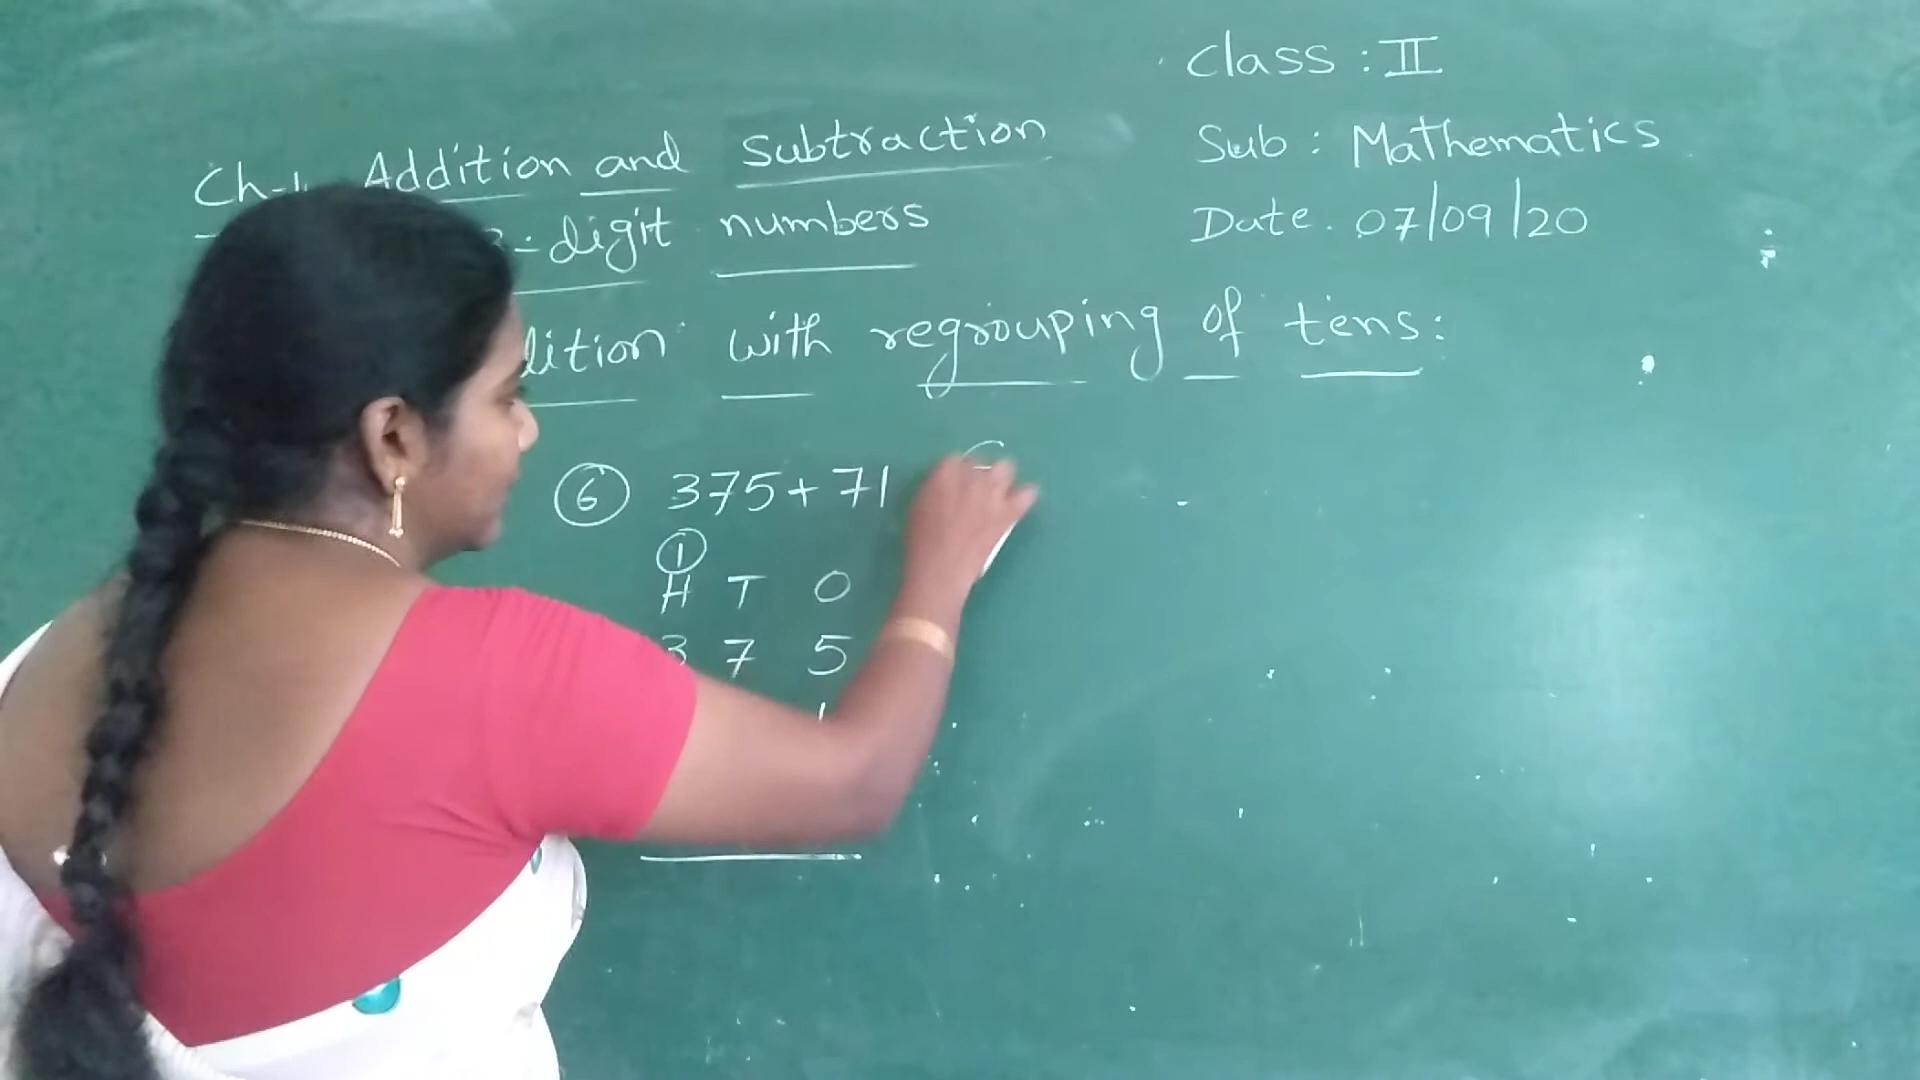 Class : II
Ch-1 Addition and Subtraction
Sub : Mathematics
3-digit numbers
Date. 07/09/20
dition with regrouping of tens:
6 375+71
1
H T O
3 7 5
1